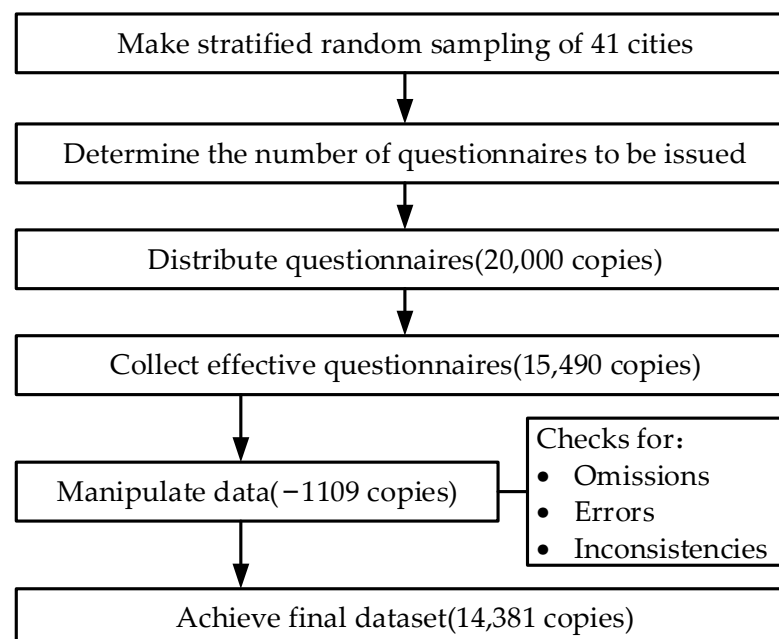 Make stratified random sampling of 41 cities
Determine the number of questionnaires to be issued
Distribute questionnaires(20,000 copies)
Collect effective questionnaires(15,490 copies)
Manipulate data(−1109 copies)
Checks for：
• Omissions
• Errors
• Inconsistencies
Achieve final dataset(14,381 copies)